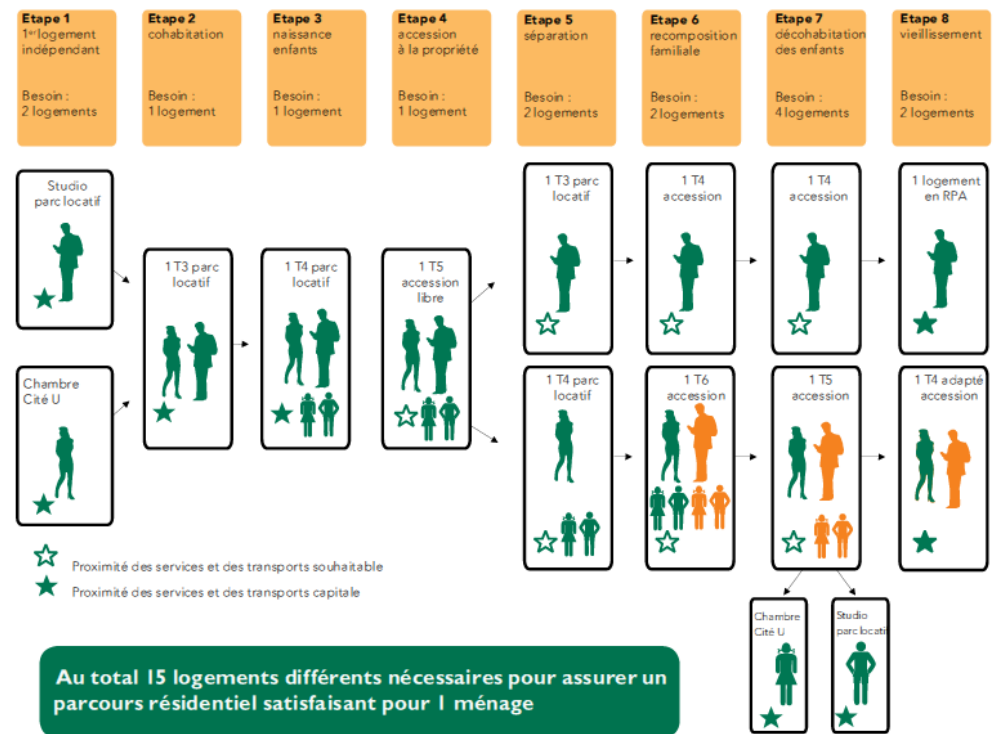 Etape 1
1er logement
indépendant
Besoin :
2 logements
Etape 2
cohabitation
Besoin :
1 logement
Etape 3
naissance
enfants
Besoin :
1 logement
Etape 4
accession
à la propriété
Besoin :
1 logement
Etape 5
séparation
Besoin :
2 logements
Etape 6
recomposition
familiale
Besoin :
2 logements
Etape 7
décohabitation
des enfants
Besoin :
4 logements
Etape 8
vieillissement
Besoin :
2 logements
Studio
parc locatif
Chambre
Cité U
1 T3 parc
locatif
1 T4 parc
locatif
1 T5
accession
libre
1 T3 parc
locatif
1 T4
accession
1 T4
accession
1 logement
en RPA
1 T4 parc
locatif
1 T6
accession
1 T5
accession
1 T4 adapté
accession
Chambre
Cité U
Studio
parc locatif
Proximité des services et des transports souhaitable
Proximité des services et des transports capitale
Au total 15 logements différents nécessaires pour assurer un
parcours résidentiel satisfaisant pour 1 ménage